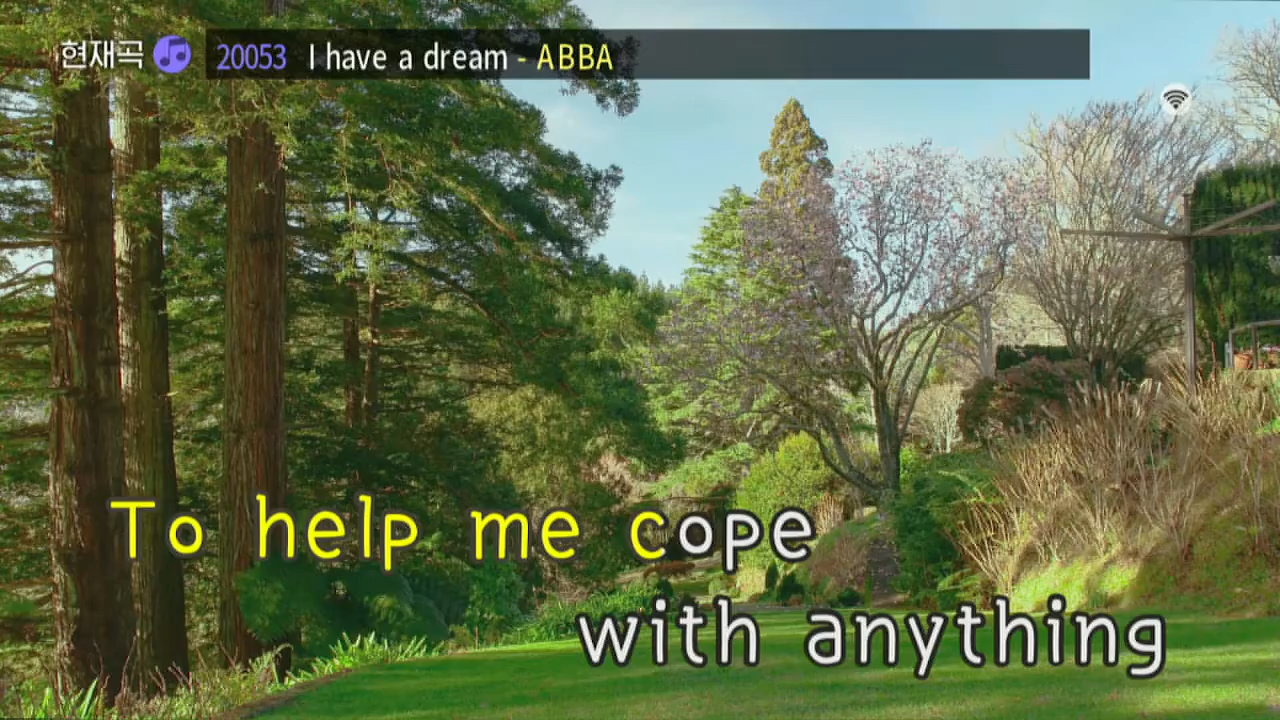 현재곡 20053 I have a dream - ABBA
To help me cope
with anything